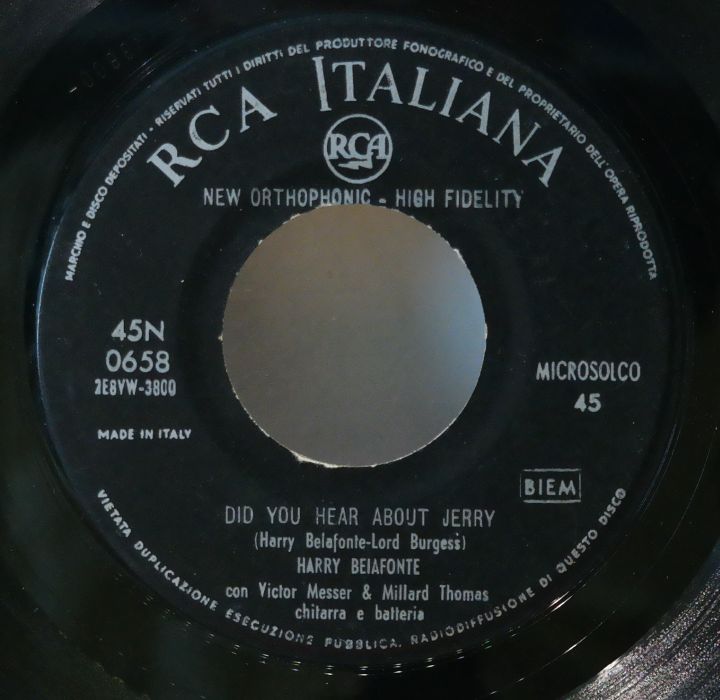 MARCHIO E DISCO DEPOSITATI - RISERVATI TUTTI I DIRITTI DEL PRODUTTORE FONOGRAFICO E DEL PROPRIETARIO DELL'OPERA RIPRODOTTA
RCA ITALIANA
RCA
NEW ORTHOPHONIC - HIGH FIDELITY
45N
0658
2E8VW-3800
MADE IN ITALY
MICROSOLCO
45
BIEM
DID YOU HEAR ABOUT JERRY
(Harry Belafonte-Lord Burgess)
HARRY BEIAFONTE
con Victor Messer & Millard Thomas
chitarra e batteria
VIETATA DUPLICAZIONE ESECUZIONE PUBBLICA. RADIODIFFUSIONE DI QUESTO DISCO